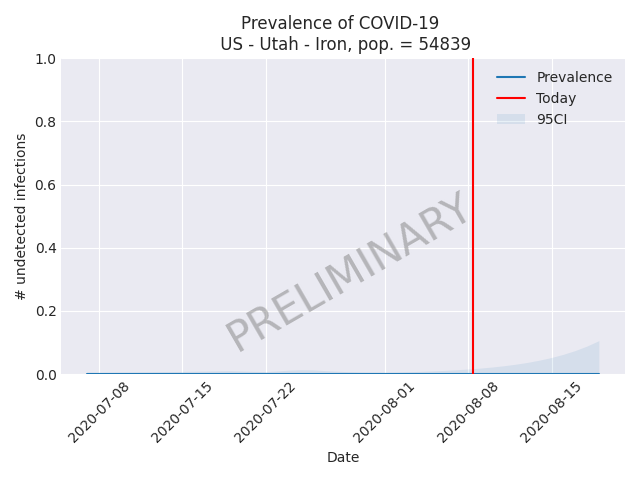 Prevalence of COVID-19
US - Utah - Iron, pop. = 54839
1.0
0.8
0.6
0.4
0.2
0.0
# undetected infections
Prevalence
Today
95CI
PRELIMINARY
2020-07-08
2020-07-15
2020-07-22
2020-08-01
2020-08-08
2020-08-15
Date